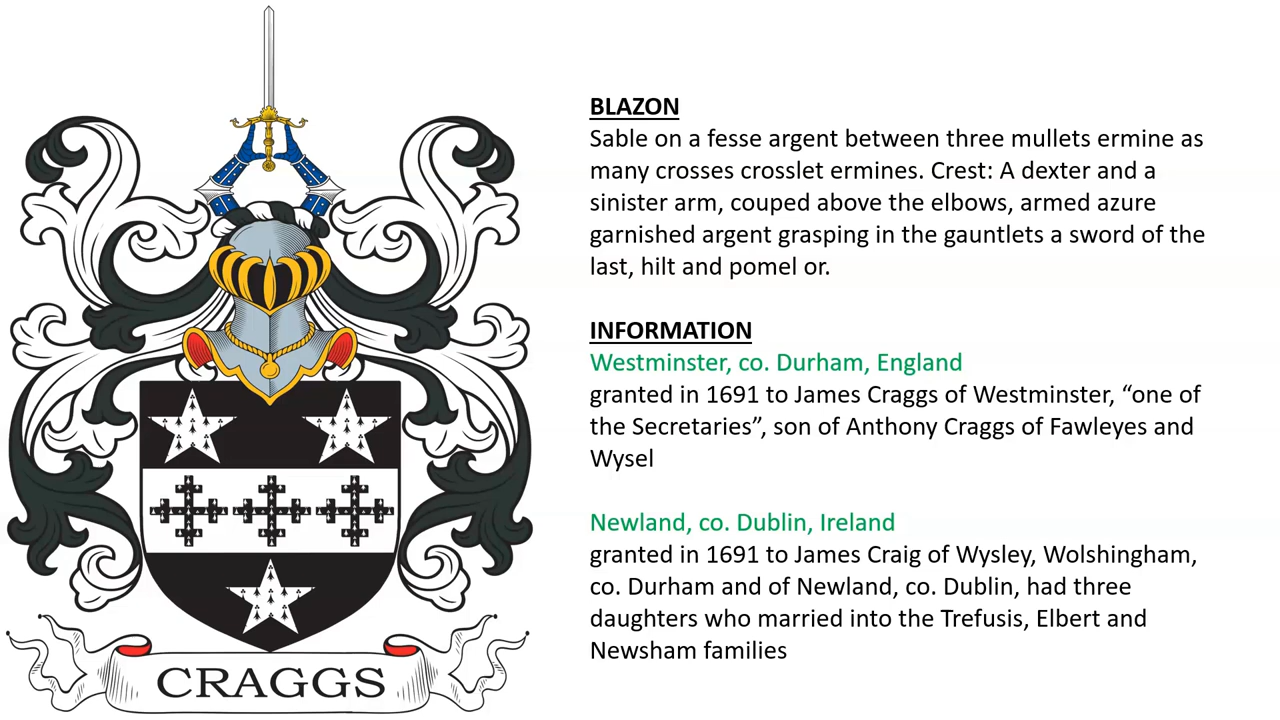 CRAGGS
BLAZON
Sable on a fesse argent between three mullets ermine as
many crosses crosslet ermines. Crest: A dexter and a
sinister arm, couped above the elbows, armed azure
garnished argent grasping in the gauntlets a sword of the
last, hilt and pomel or.
INFORMATION
Westminster, co. Durham, England
granted in 1691 to James Craggs of Westminster, “one of
the Secretaries”, son of Anthony Craggs of Fawleyes and
Wysel
Newland, co. Dublin, Ireland
granted in 1691 to James Craig of Wysley, Wolshingham,
co. Durham and of Newland, co. Dublin, had three
daughters who married into the Trefusis, Elbert and
Newsham families